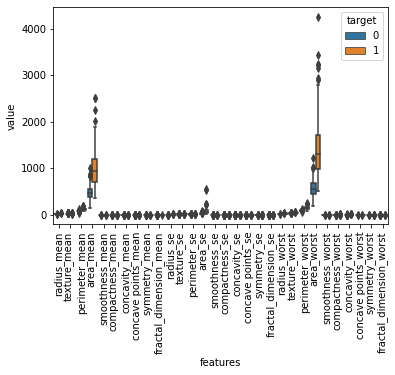 target
0
1
4000
3000
2000
1000
0
value
radius_mean
texture_mean
perimeter_mean
area_mean
smoothness_mean
compactness_mean
concavity_mean
concave points_mean
symmetry_mean
fractal_dimension_mean
radius_se
texture_se
perimeter_se
area_se
smoothness_se
compactness_se
concavity_se
concave points_se
symmetry_se
fractal_dimension_se
radius_worst
texture_worst
perimeter_worst
area_worst
smoothness_worst
compactness_worst
concavity_worst
concave points_worst
symmetry_worst
fractal_dimension_worst
features